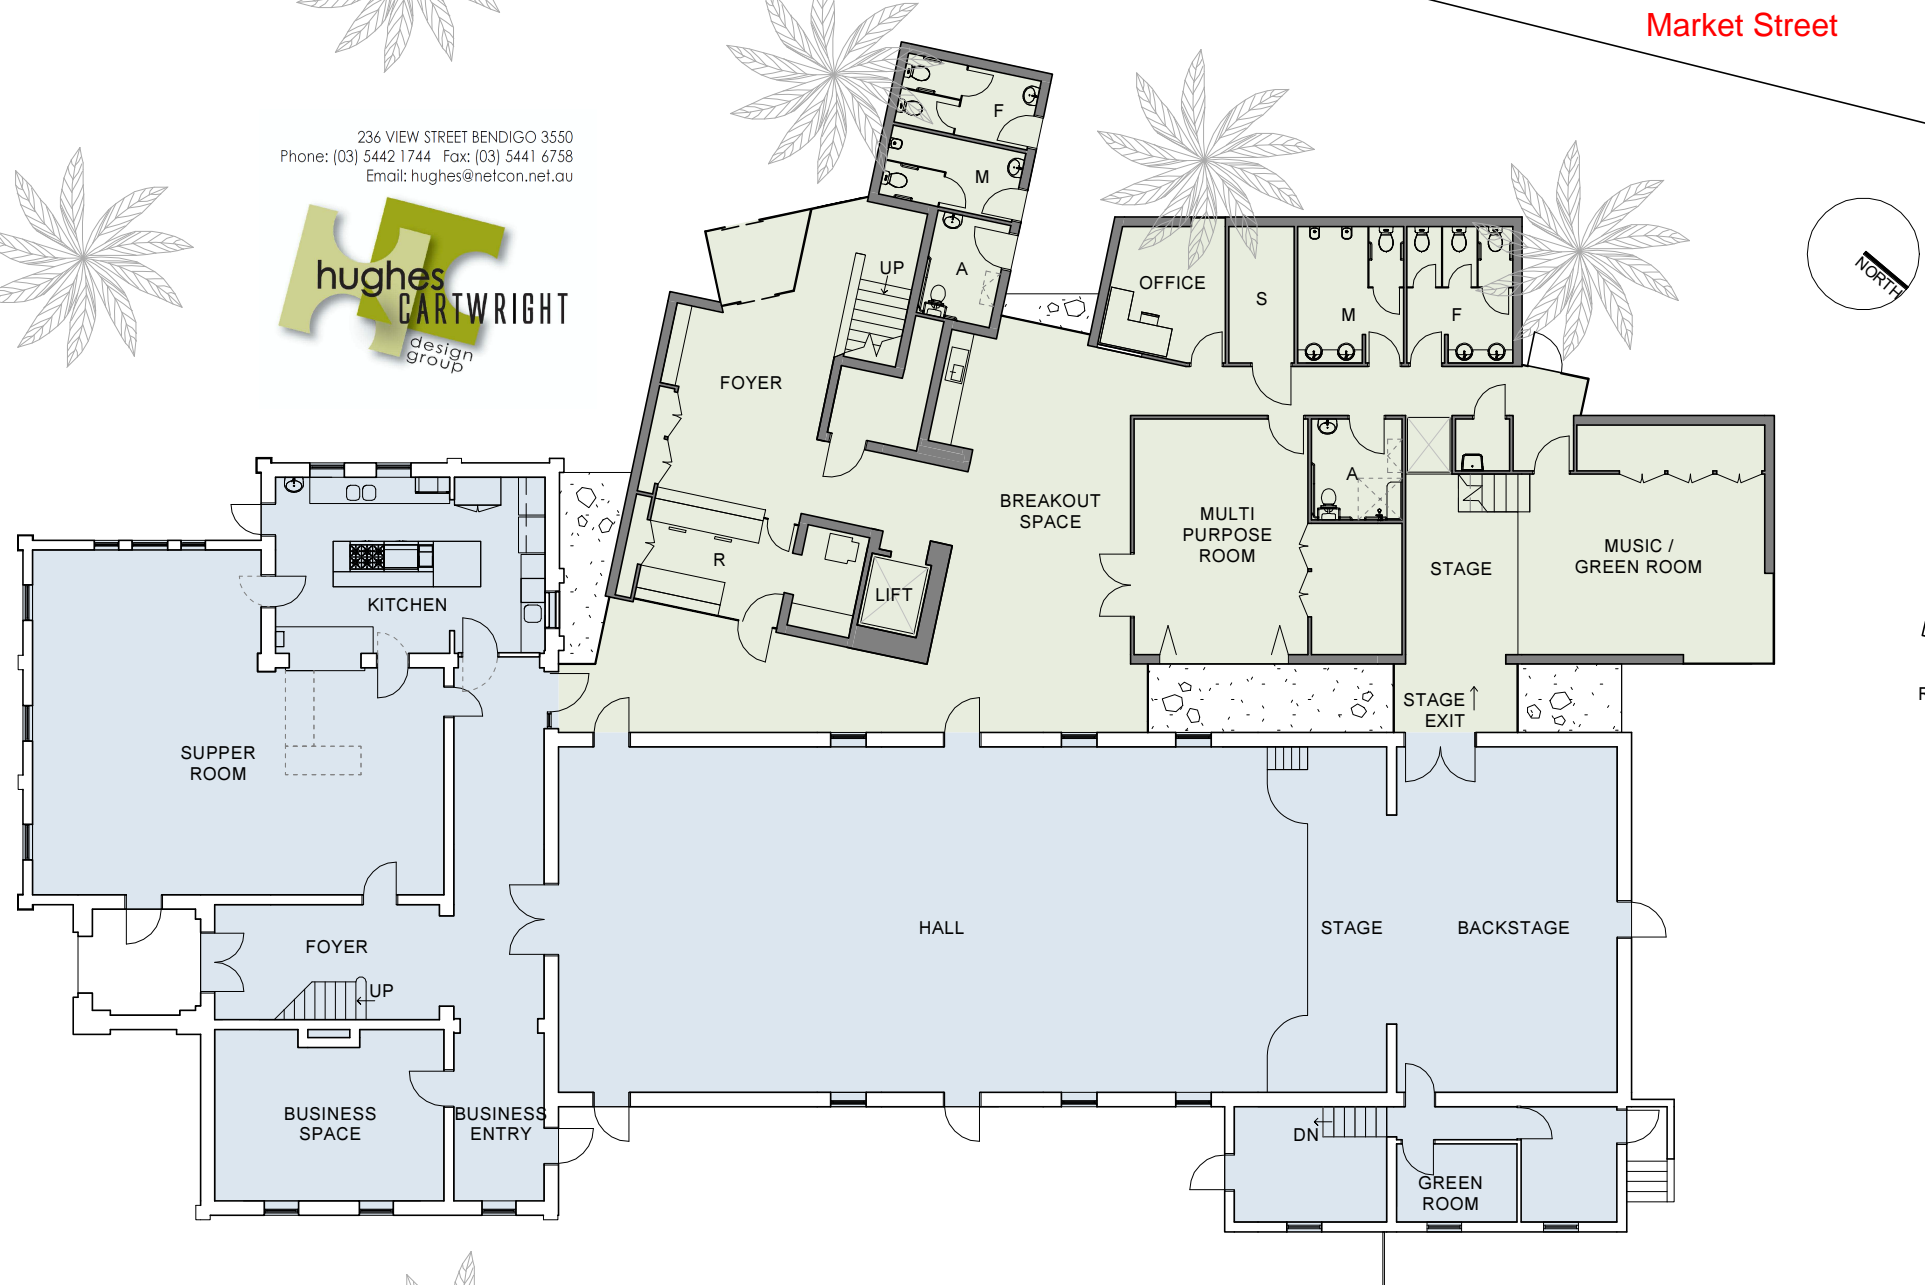 Market Street
236 VIEW STREET BENDIGO 3550
Phone: (03) 5442 1744 Fax: (03) 5441 6758
Email: hughes@netcon.net.au
hughes
CARTWRIGHT
design
group
F
M
A
UP
OFFICE
S
M
F
NORTH
FOYER
BREAKOUT
SPACE
MULTI
PURPOSE
ROOM
A
STAGE
MUSIC /
GREEN ROOM
R
LIFT
KITCHEN
STAGE
EXIT
SUPPER
ROOM
HALL
STAGE
BACKSTAGE
FOYER
UP
BUSINESS
SPACE
BUSINESS
ENTRY
DN
GREEN
ROOM